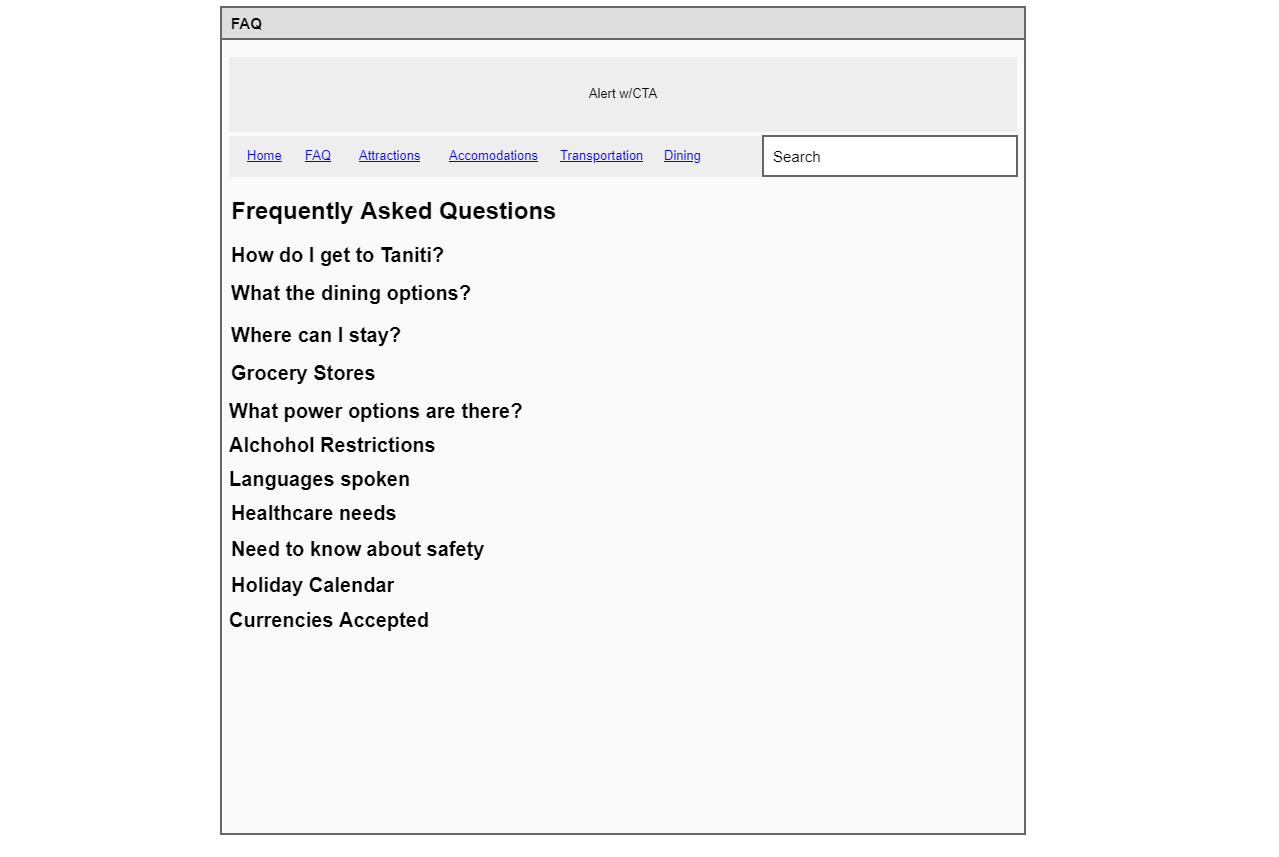 FAQ
Alert w/CTA
Home FAQ Attractions Accomodations Transportation Dining Search
Frequently Asked Questions
How do I get to Taniti?
What the dining options?
Where can I stay?
Grocery Stores
What power options are there?
Alchohol Restrictions
Languages spoken
Healthcare needs
Need to know about safety
Holiday Calendar
Currencies Accepted